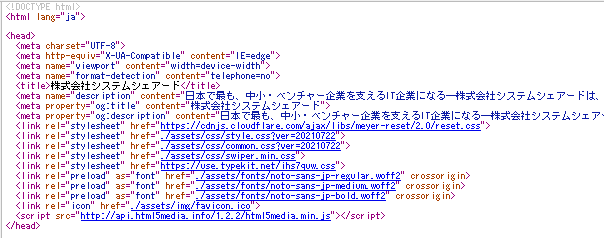 <!DOCTYPE html>
<html lang="ja">
<head>
<meta charset="UTF-8">
<meta http-equiv="X-UA-Compatible" content="IE=edge">
<meta name="viewport" content="width=device-width">
<meta name="format-detection" content="telephone=no">
<title>株式会社システムシェアード</title>
<meta name="description" content="日本で最も、中小・ベンチャー企業を支えるIT企業になる―株式会社システムシェアードは、
<meta property="og:title" content="株式会社システムシェアード">
<meta property="og:description" content="日本で最も、中小・ベンチャー企業を支えるIT企業になる―株式会社システムシェア
<link rel="stylesheet" href="https://cdnjs.cloudflare.com/ajax/libs/meyer-reset/2.0/reset.css">
<link rel="stylesheet" href="./assets/css/style.css?ver=20210722">
<link rel="stylesheet" href="./assets/css/common.css?ver=20210722">
<link rel="stylesheet" href="./assets/css/swiper.min.css">
<link rel="stylesheet" href="https://use.typekit.net/ihs7guw.css">
<link rel="preload" as="font" href="./assets/fonts/noto-sans-jp-regular.woff2" crossorigin>
<link rel="preload" as="font" href="./assets/fonts/noto-sans-jp-medium.woff2" crossorigin>
<link rel="preload" as="font" href="./assets/fonts/noto-sans-jp-bold.woff2" crossorigin>
<link rel="icon" href="./assets/img/favicon.ico">
<script src="http://api.html5media.info/1.2.2/html5media.min.js"></script>
</head>